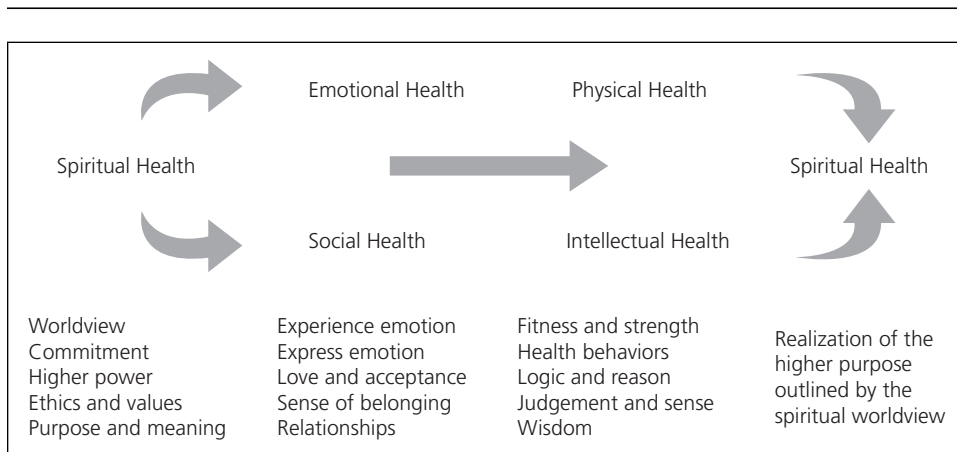 Emotional Health
Physical Health
Spiritual Health
Spiritual Health
Social Health
Intellectual Health
Worldview
Commitment
Higher power
Ethics and values
Purpose and meaning
Experience emotion
Express emotion
Love and acceptance
Sense of belonging
Relationships
Fitness and strength
Health behaviors
Logic and reason
Judgement and sense
Wisdom
Realization of the
higher purpose
outlined by the
spiritual worldview